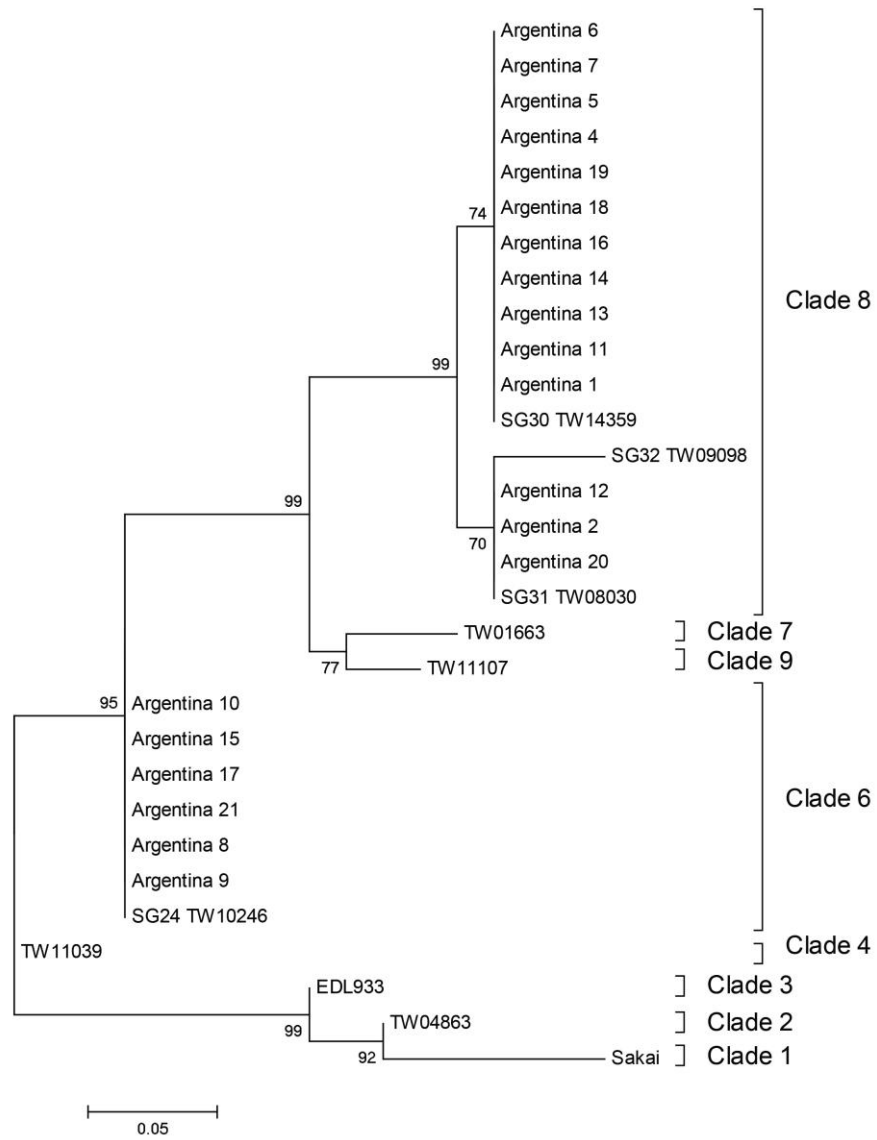 Argentina 6
Argentina 7
Argentina 5
Argentina 4
Argentina 19
74
Argentina 18
Argentina 16
Argentina 14
Clade 8
Argentina 13
Argentina 11
99
Argentina 1
SG30 TW14359
SG32 TW09098
Argentina 12
99
Argentina 2
70
Argentina 20
SG31 TW08030
TW01663
Clade 7
77
TW11107
Clade 9
95
Argentina 10
Argentina 15
Argentina 17
Clade 6
Argentina 21
Argentina 8
Argentina 9
SG24 TW10246
TW11039
Clade 4
EDL933
Clade 3
99
TW04863
Clade 2
92
Sakai
Clade 1
0.05